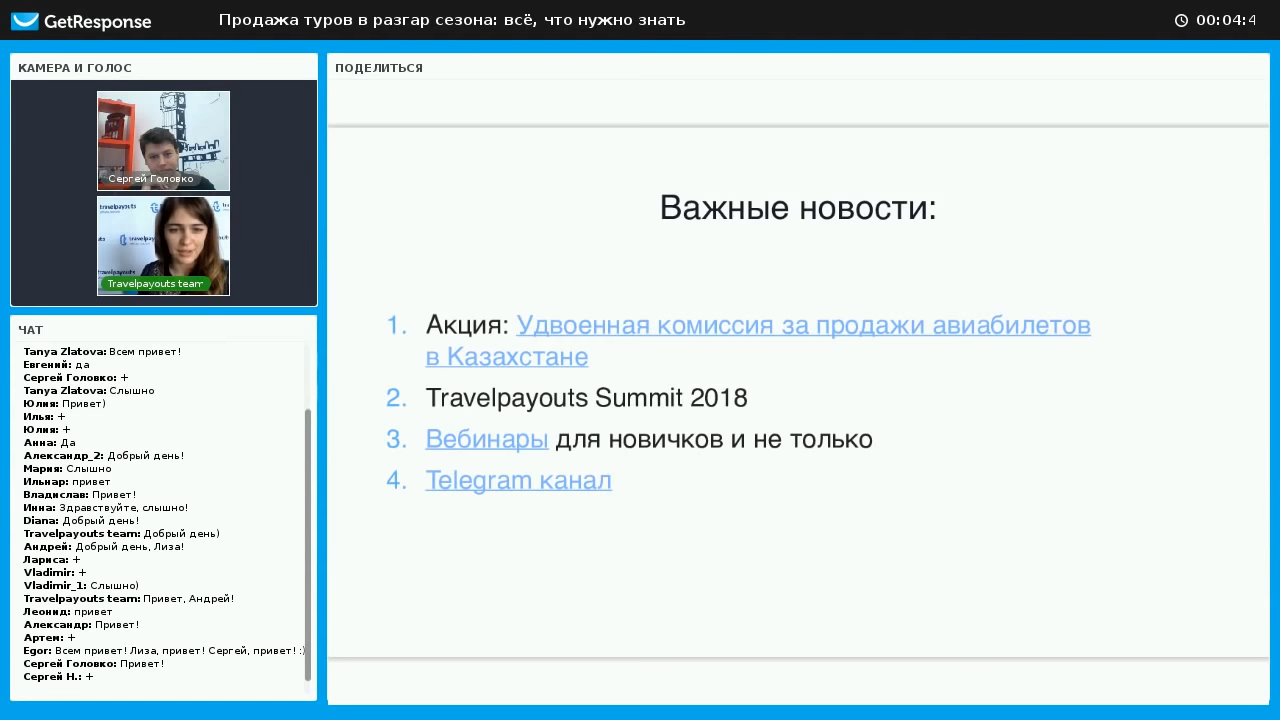 GetResponse
Продажа туров в разгар сезона: всё, что нужно знать
00:04:4
КАМЕРА И ГОЛОС
travelpayouts
Сергей Головко
Travelpayouts team
ЧАТ
Tanya Zlatova: Всем привет!
Евгений: да
Сергей Головко: +
Tanya Zlatova: Слышно
Юлия: Привет)
Илья: +
Юлия: +
Анна: Да
Александр_2: Добрый день!
Мария: Слышно
Ильнар: привет
Владислав: Привет!
Инна: Здравствуйте, слышно!
Diana: Добрый день!
Travelpayouts team: Добрый день)
Андрей: Добрый день, Лиза!
Лариса: +
Vladimir: +
Vladimir_1: Слышно)
Travelpayouts team: Привет, Андрей!
Леонид: привет
Александр: Привет!
Артем: +
Egor: Всем привет! Лиза, привет! Сергей, привет! :)
Сергей Головко: Привет!
Сергей Н.: +
ПОДЕЛИТЬСЯ
Важные новости:
1. Акция: Удвоенная комиссия за продажи авиабилетов
в Казахстане
2. Travelpayouts Summit 2018
3. Вебинары для новичков и не только
4. Telegram канал